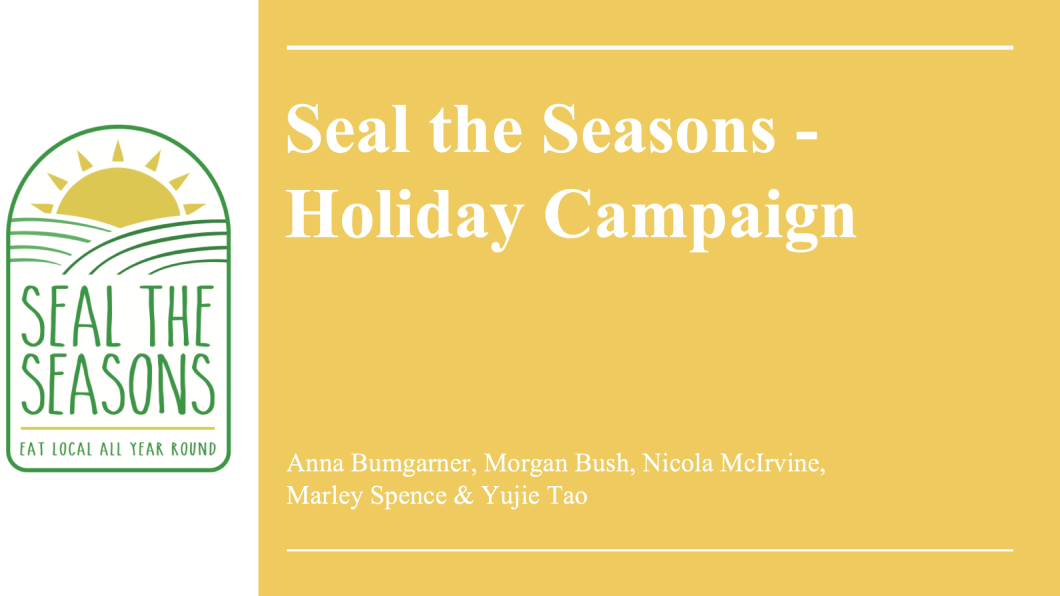 SEAL THE
SEASONS
EAT LOCAL ALL YEAR ROUND
Seal the Seasons -
Holiday Campaign
Anna Bumgarner, Morgan Bush, Nicola McIrvine,
Marley Spence & Yujie Tao